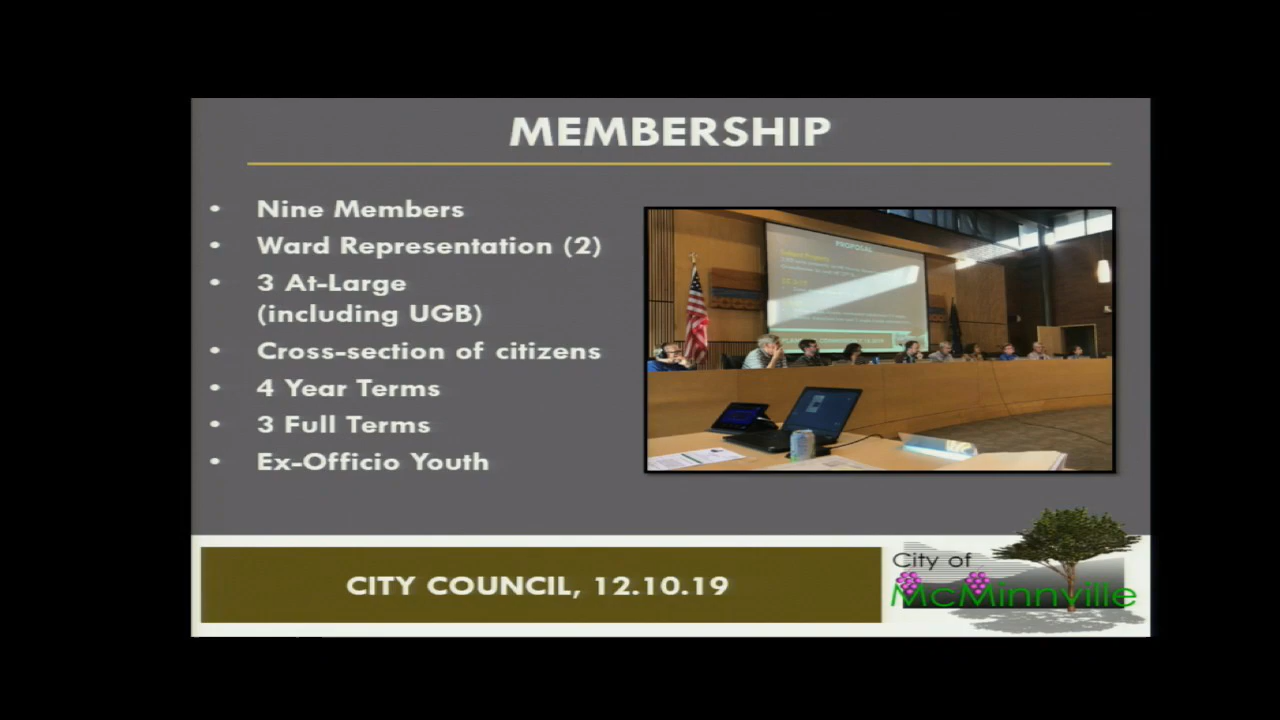 MEMBERSHIP
• Nine Members
• Ward Representation (2)
• 3 At-Large
(including UGB)
• Cross-section of citizens
• 4 Year Terms
• 3 Full Terms
• Ex-Officio Youth
PROPOSAL
CITY COUNCIL, 12.10.19
City of
McMinnville